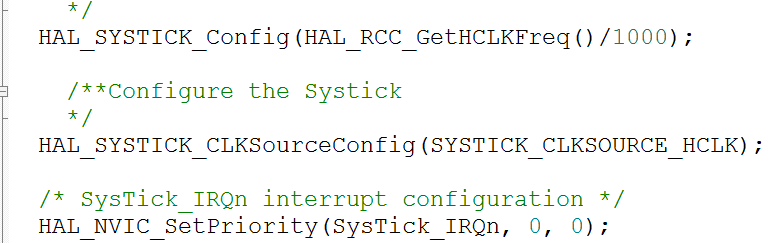 */
HAL_SYSTICK_Config(HAL_RCC_GetHCLKFreq()/1000);
/**Configure the Systick
*/
HAL_SYSTICK_CLKSourceConfig(SYSTICK_CLKSOURCE_HCLK);
/* SysTick_IRQn interrupt configuration */
HAL_NVIC_SetPriority(SysTick_IRQn, 0, 0);